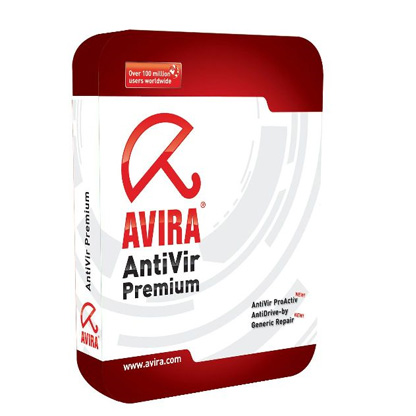 Over 100 million
users worldwide
AVIRA®
AntiVir
Premium
AntiVir ProActiv NEW!
AntiDrive-by
Generic Repair NEW!
www.avira.com
AntiVir Premium
AVIRA